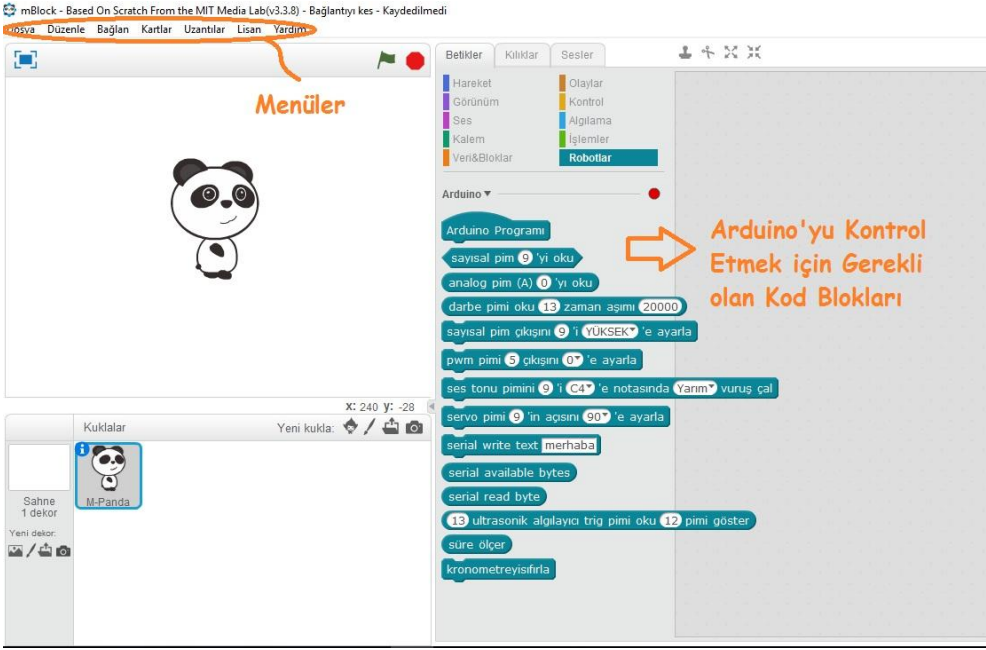 mBlock - Based On Scratch From the MIT Media Lab(v3.3.8) - Bağlantıyı kes - Kaydedilmedi
Dosya Düzenle Bağlan Kartlar Uzantılar Lisan Yardım
Menüler
X: 240 y: -28
Kuklalar
Yeni kukla:
Sahne
1 dekor
Yeni dekor:
M-Panda
Betikler Kılıklar Sesler
Hareket Olaylar
Görünüm Kontrol
Ses Algılama
Kalem İşlemler
Veri&Bloklar Robotlar
Arduino
Arduino Programı
sayısal pim 9 'yi oku
analog pim (A) 0 'yı oku
darbe pimi oku 13 zaman aşımı 20000
sayısal pim çıkışını 9 'i YÜKSEK 'e ayarla
pwm pimi 5 çıkışını 0 'e ayarla
ses tonu pimini 9 'i C4 'e notasında Yarım vuruş çal
servo pimi 9 'in açısını 90 'e ayarla
serial write text merhaba
serial available bytes
serial read byte
13 ultrasonik algılayıcı trig pimi oku 12 pimi göster
süre ölçer
kronometreyisıfırla
Arduino'yu Kontrol
Etmek için Gerekli
olan Kod Blokları